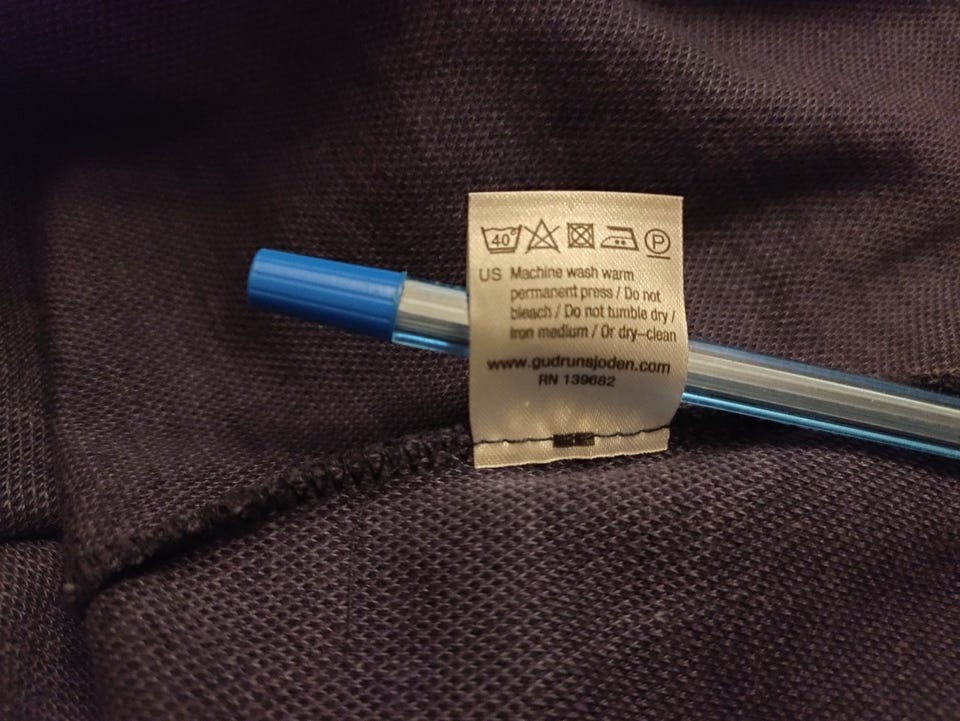 40° P
US Machine wash warm
permanent press / Do not
bleach / Do not tumble dry /
Iron medium / Or dry-clean
www.gudrunsjoden.com
RN 139682